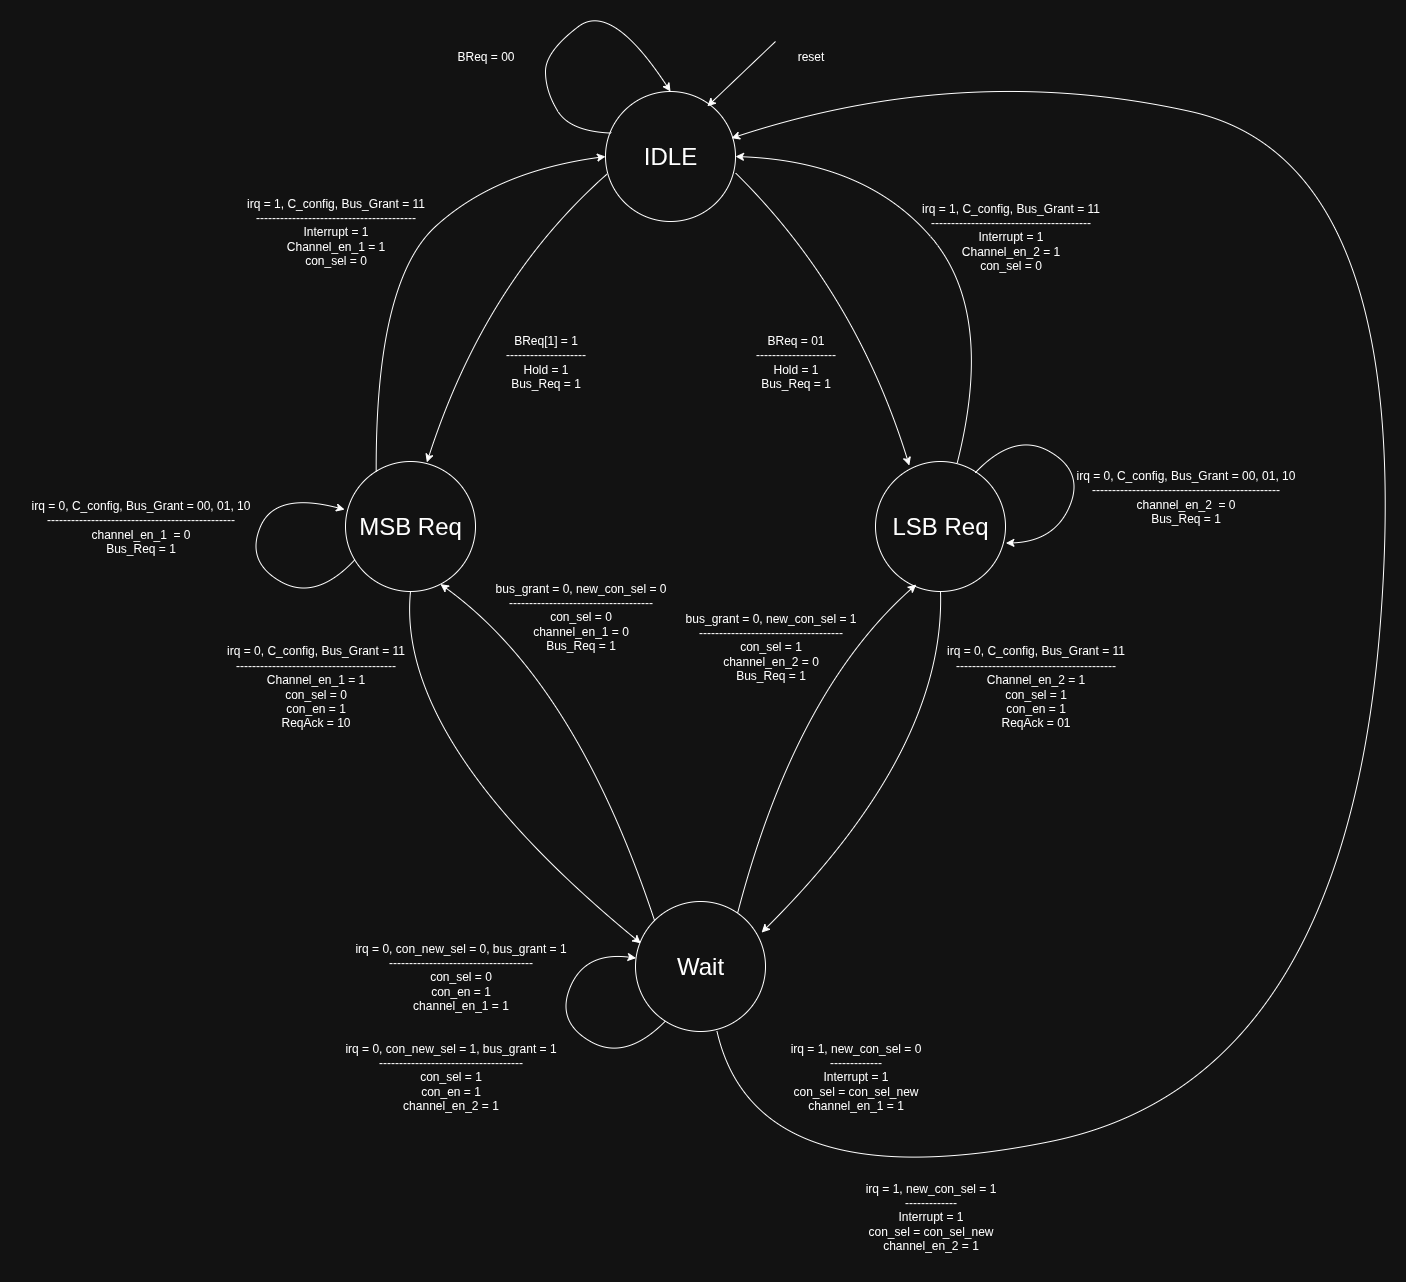 BReq = 00
reset
IDLE
irq = 1, C_config, Bus_Grant = 11
----------------------------------------
Interrupt = 1
Channel_en_1 = 1
con_sel = 0
irq = 1, C_config, Bus_Grant = 11
----------------------------------------
Interrupt = 1
Channel_en_2 = 1
con_sel = 0
BReq[1] = 1
--------------------
Hold = 1
Bus_Req = 1
BReq = 01
--------------------
Hold = 1
Bus_Req = 1
irq = 0, C_config, Bus_Grant = 00, 01, 10
-----------------------------------------------
channel_en_1  = 0
Bus_Req = 1
MSB Req
LSB Req
irq = 0, C_config, Bus_Grant = 00, 01, 10
-----------------------------------------------
channel_en_2  = 0
Bus_Req = 1
irq = 0, C_config, Bus_Grant = 11
----------------------------------------
Channel_en_1 = 1
con_sel = 0
con_en = 1
ReqAck = 10
bus_grant = 0, new_con_sel = 0
------------------------------------
con_sel = 0
channel_en_1 = 0
Bus_Req = 1
bus_grant = 0, new_con_sel = 1
------------------------------------
con_sel = 1
channel_en_2 = 0
Bus_Req = 1
irq = 0, C_config, Bus_Grant = 11
----------------------------------------
Channel_en_2 = 1
con_sel = 1
con_en = 1
ReqAck = 01
Wait
irq = 0, con_new_sel = 0, bus_grant = 1
------------------------------------
con_sel = 0
con_en = 1
channel_en_1 = 1
irq = 0, con_new_sel = 1, bus_grant = 1
------------------------------------
con_sel = 1
con_en = 1
channel_en_2 = 1
irq = 1, new_con_sel = 0
-------------
Interrupt = 1
con_sel = con_sel_new
channel_en_1 = 1
irq = 1, new_con_sel = 1
-------------
Interrupt = 1
con_sel = con_sel_new
channel_en_2 = 1